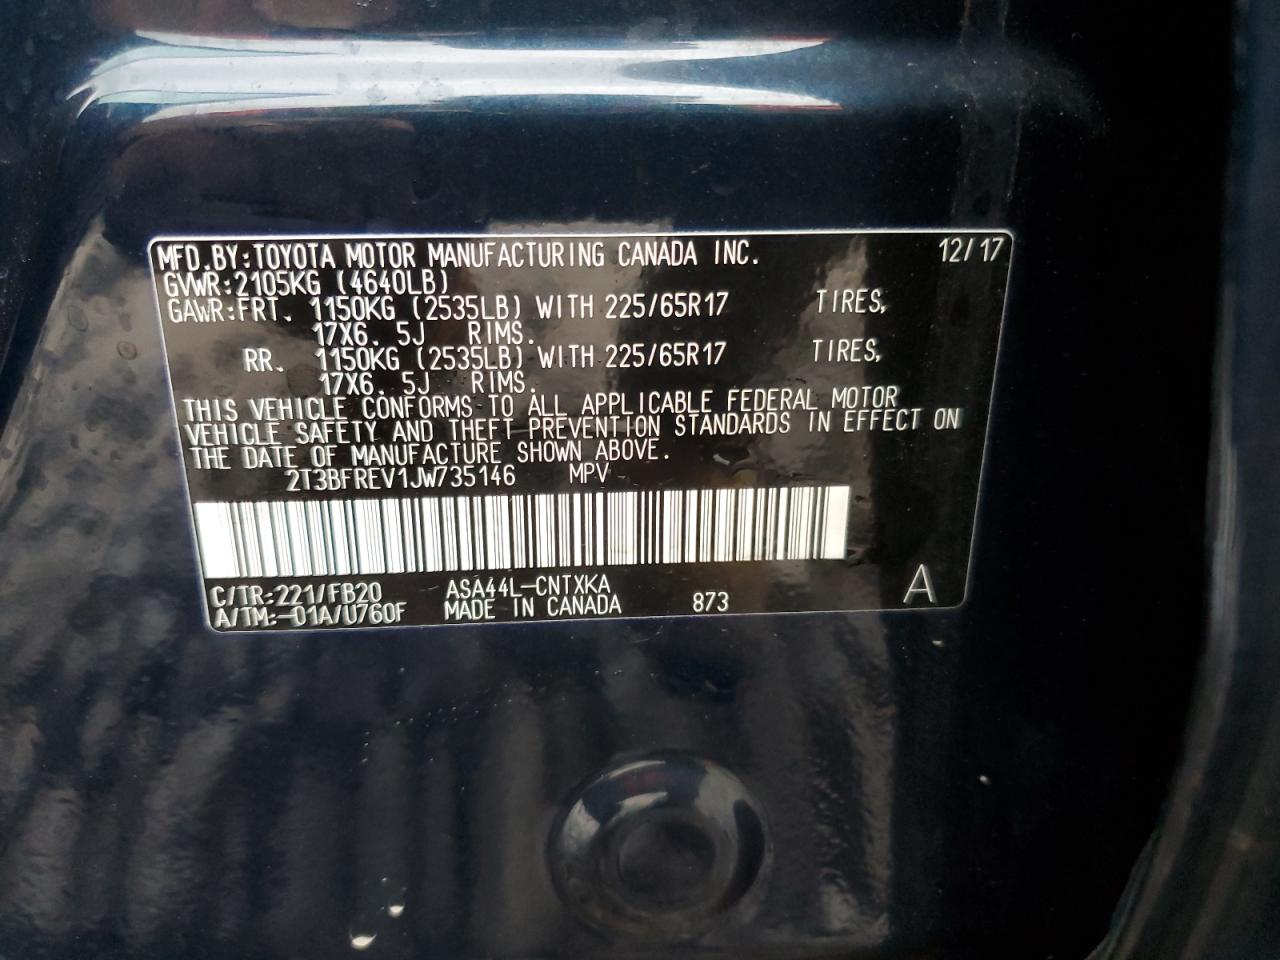 MFD.BY:TOYOTA MOTOR MANUFACTURING CANADA INC. 12/17
GVWR:2105KG (4640LB)
GAWR:FRT. 1150KG (2535LB) WITH 225/65R17 TIRES,
17X6. 5J RIMS.
RR. 1150KG (2535LB) WITH 225/65R17 TIRES,
17X6. 5J RIMS.
THIS VEHICLE CONFORMS TO ALL APPLICABLE FEDERAL MOTOR
VEHICLE SAFETY AND THEFT PREVENTION STANDARDS IN EFFECT ON
THE DATE OF MANUFACTURE SHOWN ABOVE.
2T3BFREV1JW735146 MPV
C/TR:221/FB20 ASA44L-CNTXKA
A/TM:-01A/U760F MADE IN CANADA 873 A